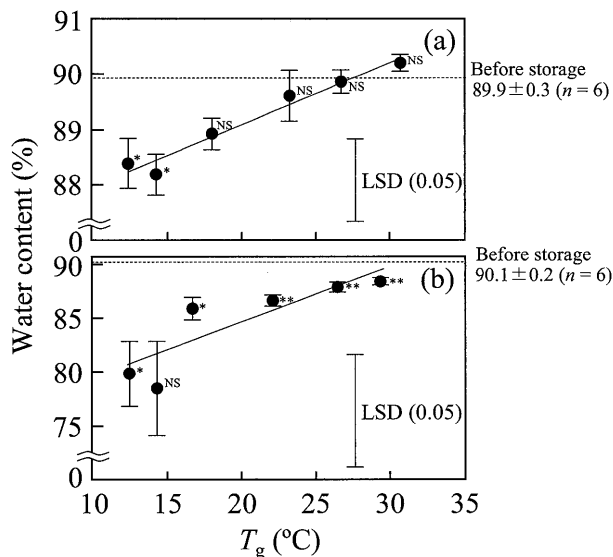 91
(a)
90
NS
NS
NS
NS
Before storage
89.9±0.3 (n = 6)
89
88
*
*
LSD (0.05)
0
Water content (%)
Before storage
90.1±0.2 (n = 6)
90
(b)
85
80
75
0
*
NS
*
**
**
**
LSD (0.05)
10 15 20 25 30 35
Tg (ºC)